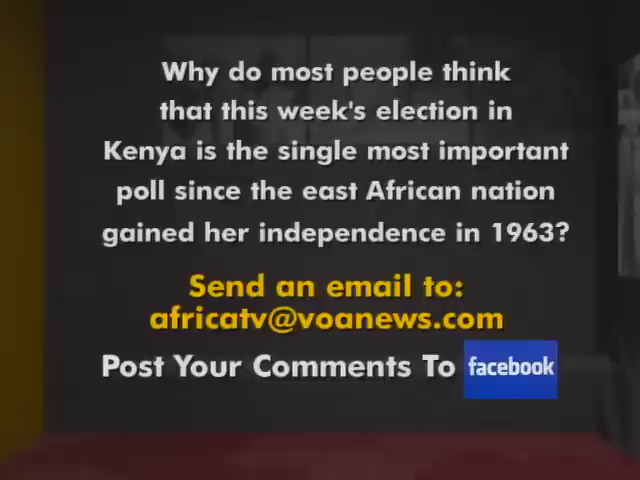 Why do most people think
that this week's election in
Kenya is the single most important
poll since the east African nation
gained her independence in 1963?
Send an email to:
africatv@voanews.com
Post Your Comments To facebook